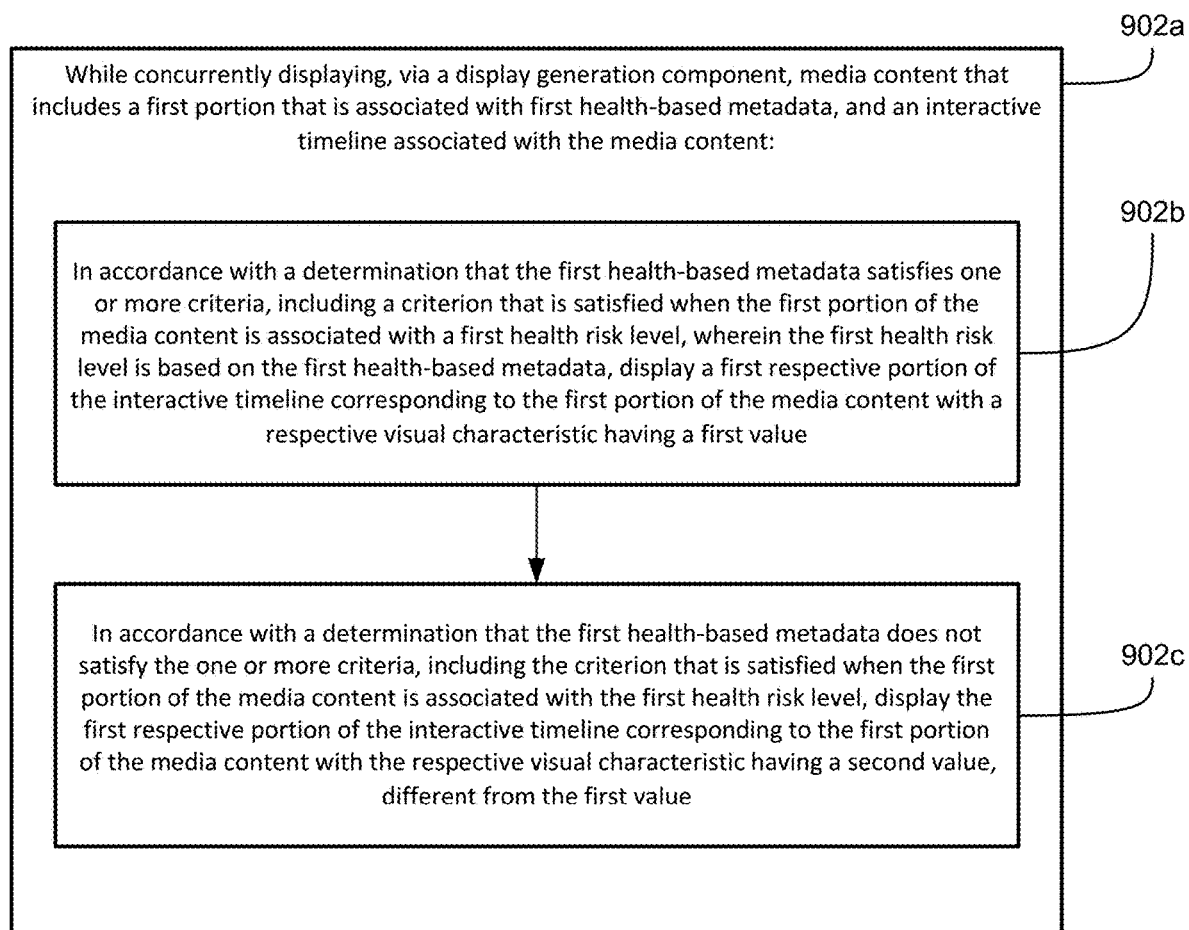 902a
While concurrently displaying, via a display generation component, media content that
includes a first portion that is associated with first health-based metadata, and an interactive
timeline associated with the media content:
902b
In accordance with a determination that the first health-based metadata satisfies one
or more criteria, including a criterion that is satisfied when the first portion of the
media content is associated with a first health risk level, wherein the first health risk
level is based on the first health-based metadata, display a first respective portion of
the interactive timeline corresponding to the first portion of the media content with a
respective visual characteristic having a first value
902c
In accordance with a determination that the first health-based metadata does not
satisfy the one or more criteria, including the criterion that is satisfied when the first
portion of the media content is associated with the first health risk level, display the
first respective portion of the interactive timeline corresponding to the first portion
of the media content with the respective visual characteristic having a second value,
different from the first value